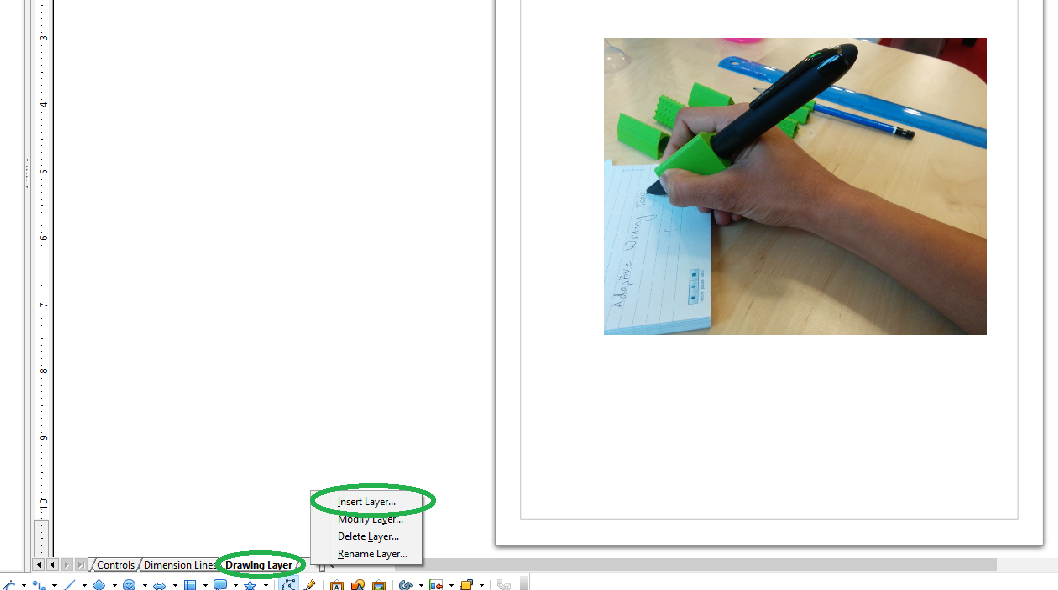 3
4
5
6
7
8
9
Adaptive Writing
Insert Layer...
Modify Layer...
Delete Layer...
Rename Layer...
Controls
Dimension Lines
Drawing Layer